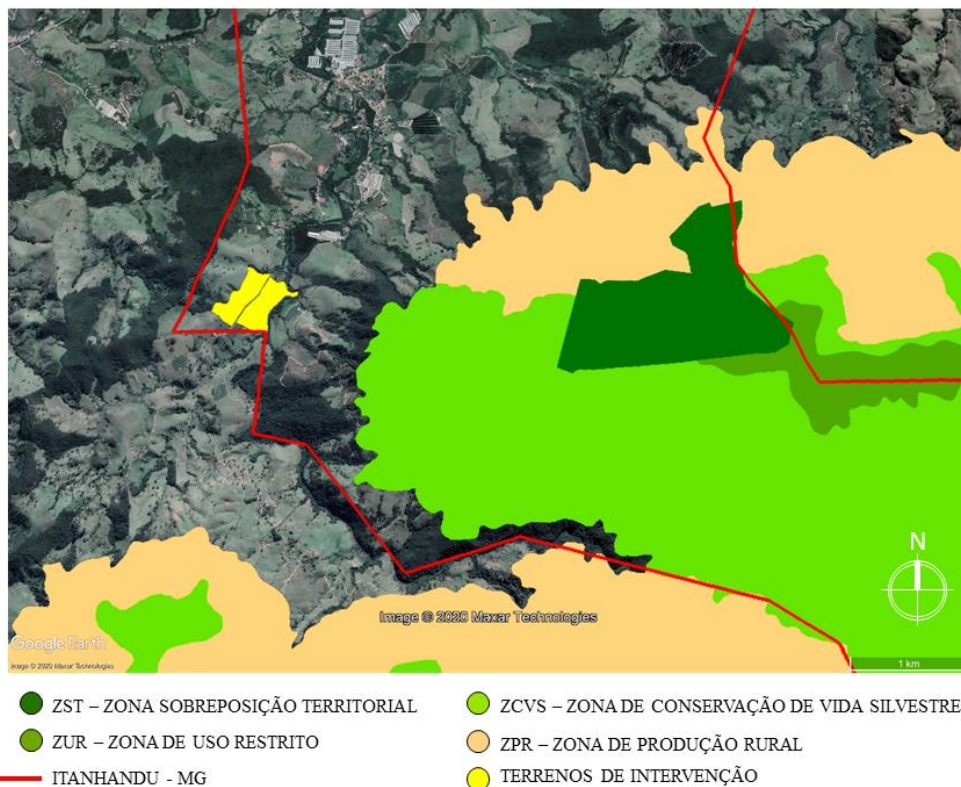 N
Image © 2020 Maxar Technologies
Google Earth
Image © 2020 Maxar Technologies
1 km
ZST – ZONA SOBREPOSIÇÃO TERRITORIAL
ZCVS – ZONA DE CONSERVAÇÃO DE VIDA SILVESTRE
ZUR – ZONA DE USO RESTRITO
ZPR – ZONA DE PRODUÇÃO RURAL
ITANHANDU - MG
TERRENOS DE INTERVENÇÃO